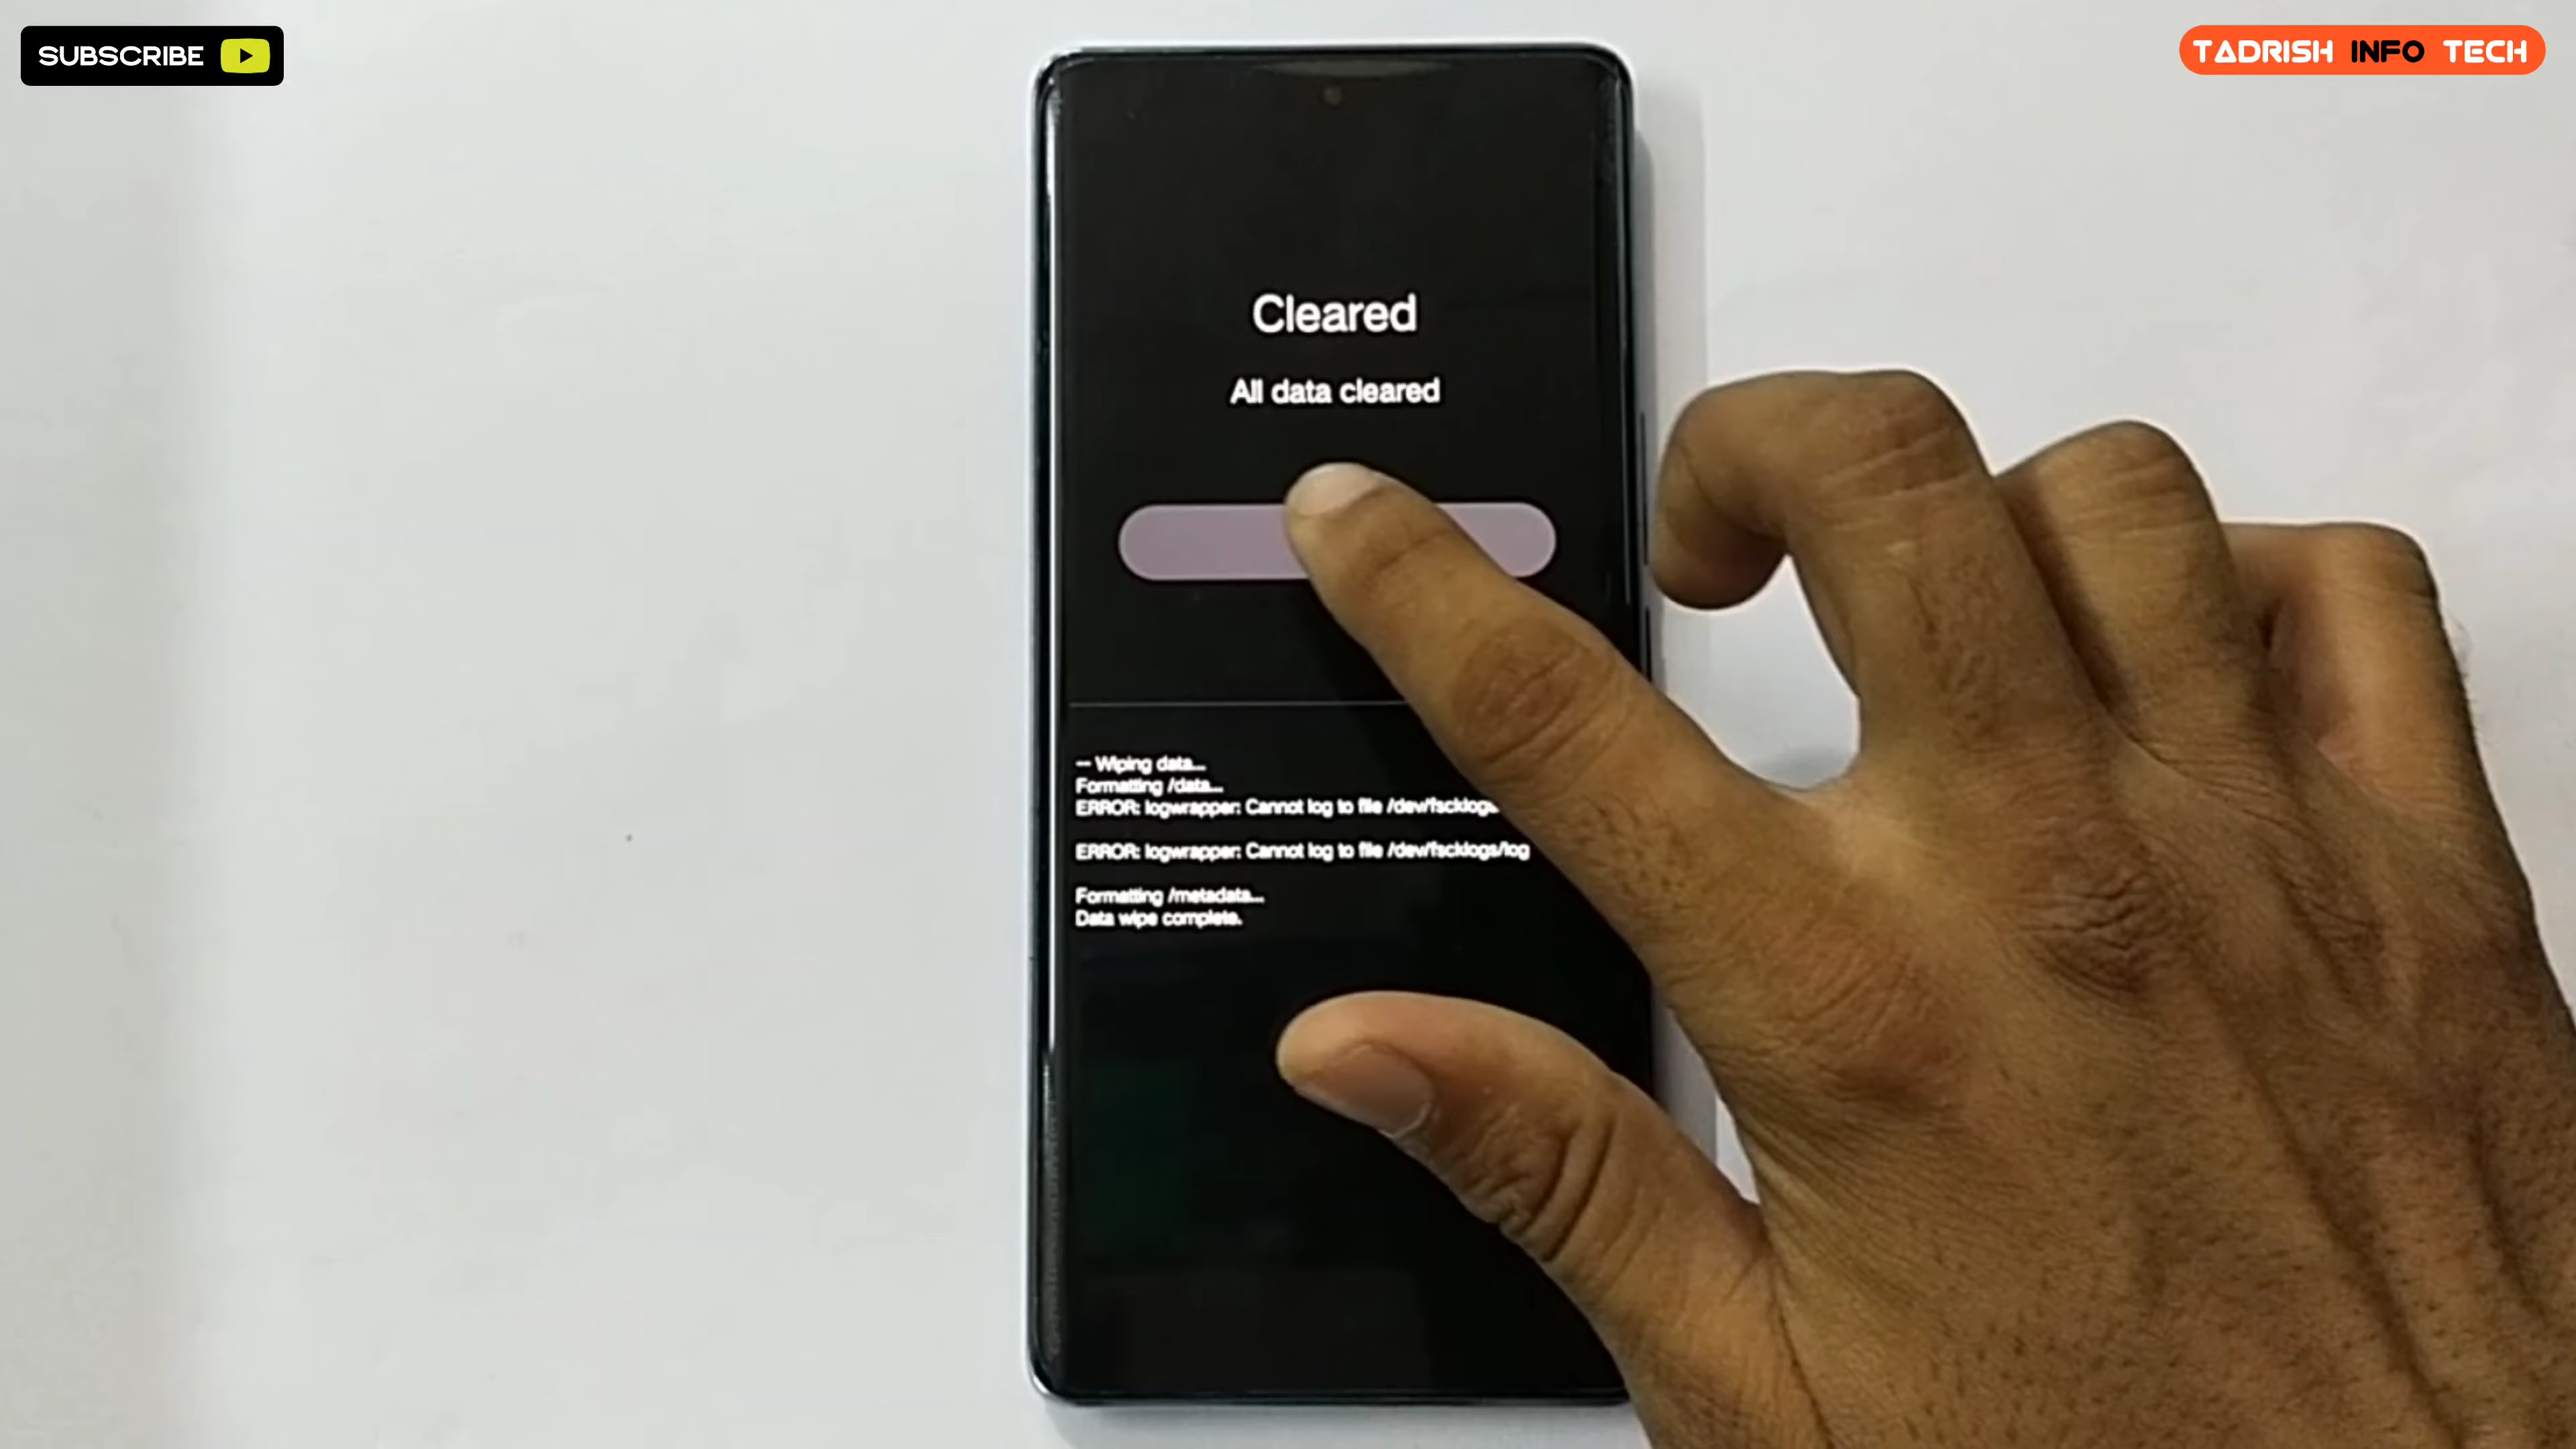 SUBSCRIBE
TADRISH INFO TECH
Cleared
All data cleared
-- Wiping data...
Formatting /data...
ERROR: logwrapper: Cannot log to file /dev/fscklogs
ERROR: logwrapper: Cannot log to file /dev/fscklogs/log
Formatting /metadata...
Data wipe complete.